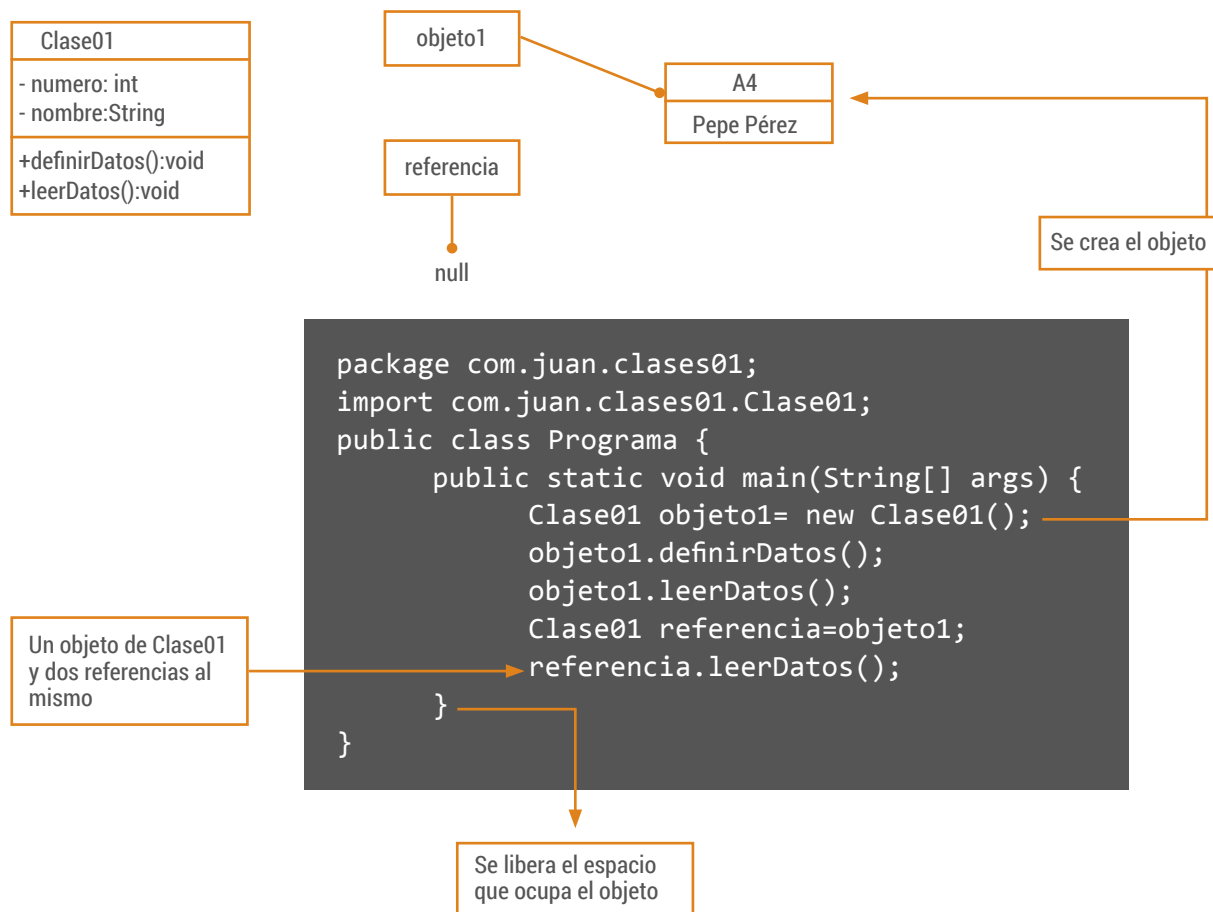 Clase01
- numero: int
- nombre:String
+definirDatos():void
+leerDatos():void
objeto1
A4
Pepe Pérez
referencia
null
Se crea el objeto
package com.juan.clases01;
import com.juan.clases01.Clase01;
public class Programa {
public static void main(String[] args) {
Clase01 objeto1= new Clase01();
objeto1.definirDatos();
objeto1.leerDatos();
Clase01 referencia=objeto1;
referencia.leerDatos();
}
}
Un objeto de Clase01
y dos referencias al
mismo
Se libera el espacio
que ocupa el objeto